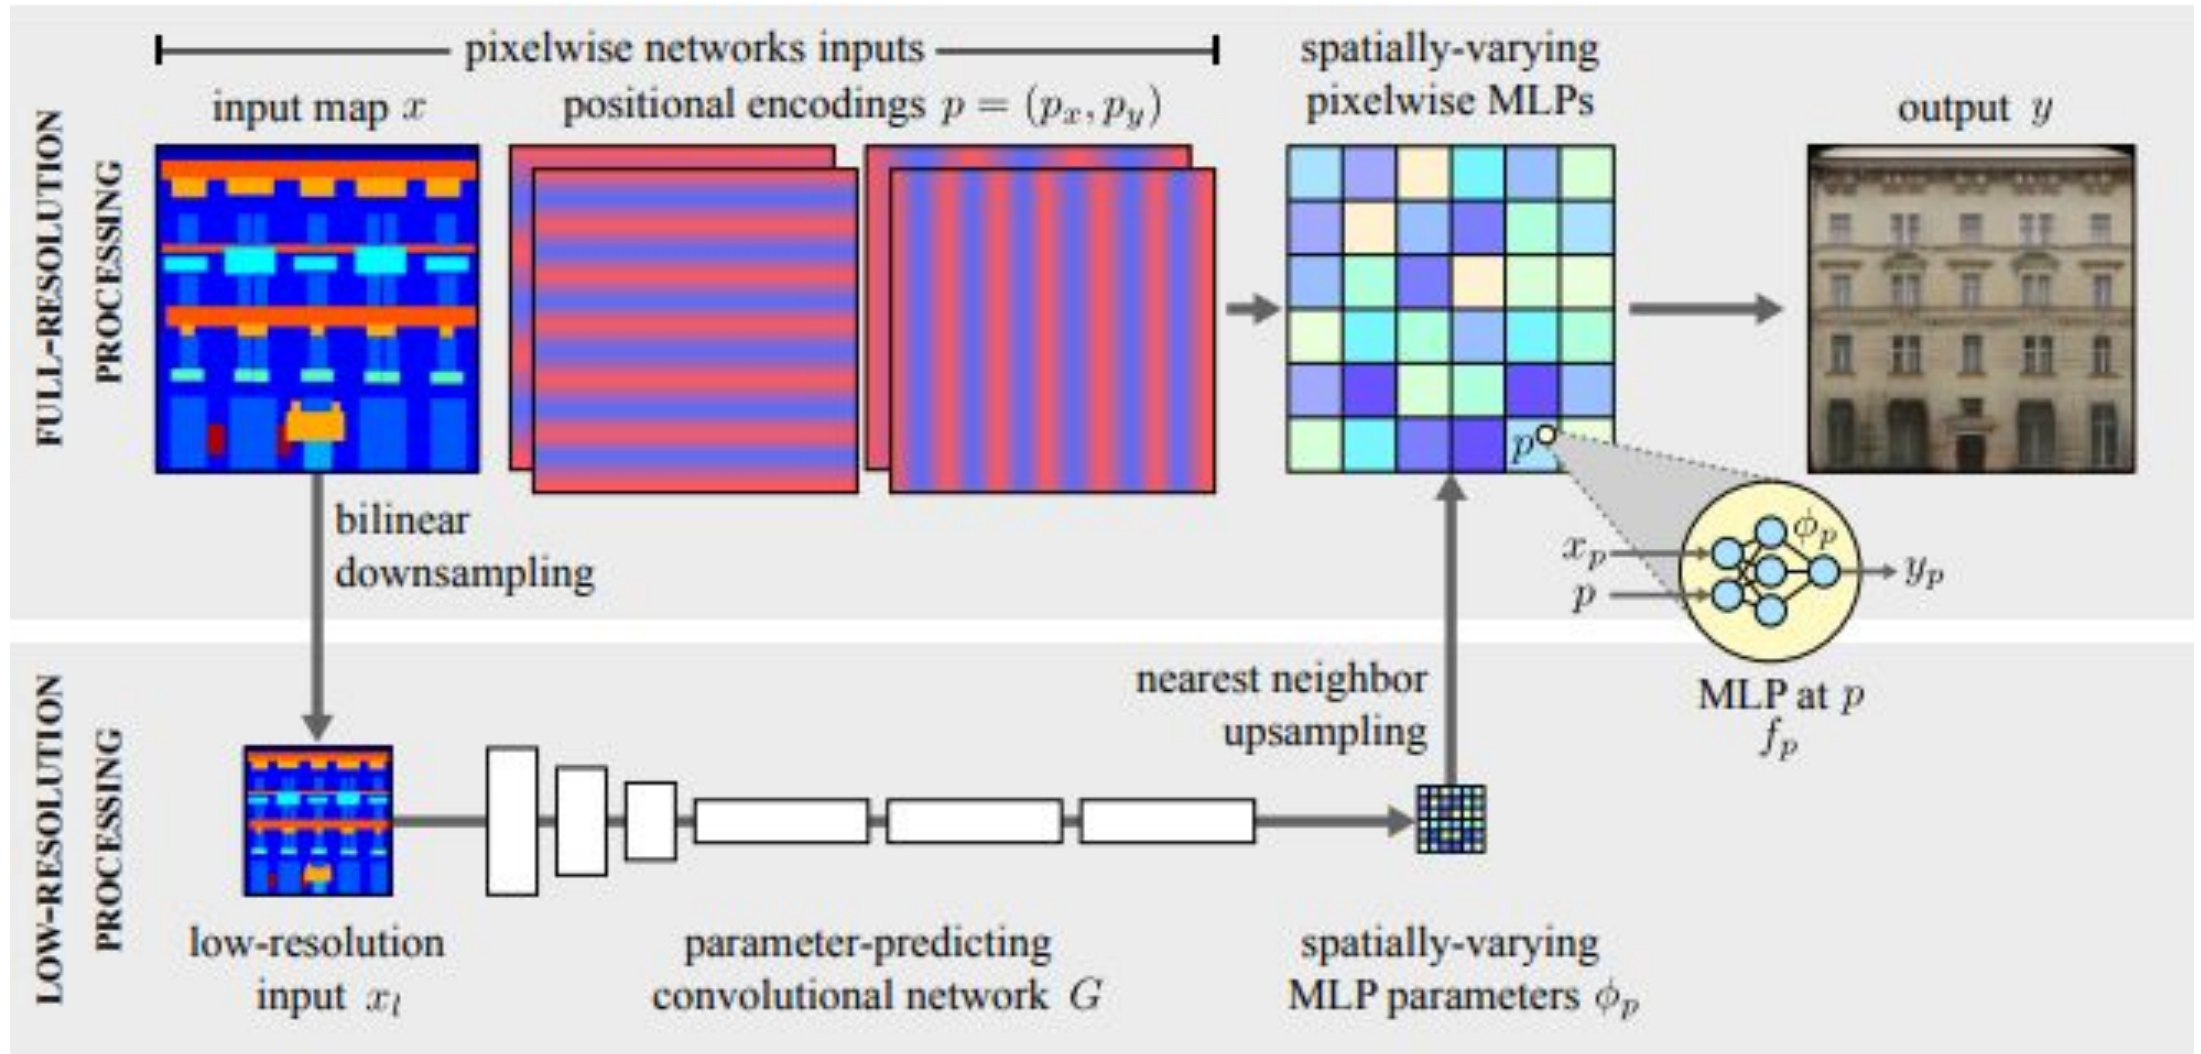 pixelwise networks inputs
spatially-varying
pixelwise MLPs
input map x
positional encodings p = (pₓ, p_y)
output y
FULL-RESOLUTION
PROCESSING
p
bilinear
downsampling
ϕ_p
x_p
p
y_p
MLP at p
f_p
nearest neighbor
upsampling
LOW-RESOLUTION
PROCESSING
low-resolution
input x_l
parameter-predicting
convolutional network G
spatially-varying
MLP parameters ϕ_p